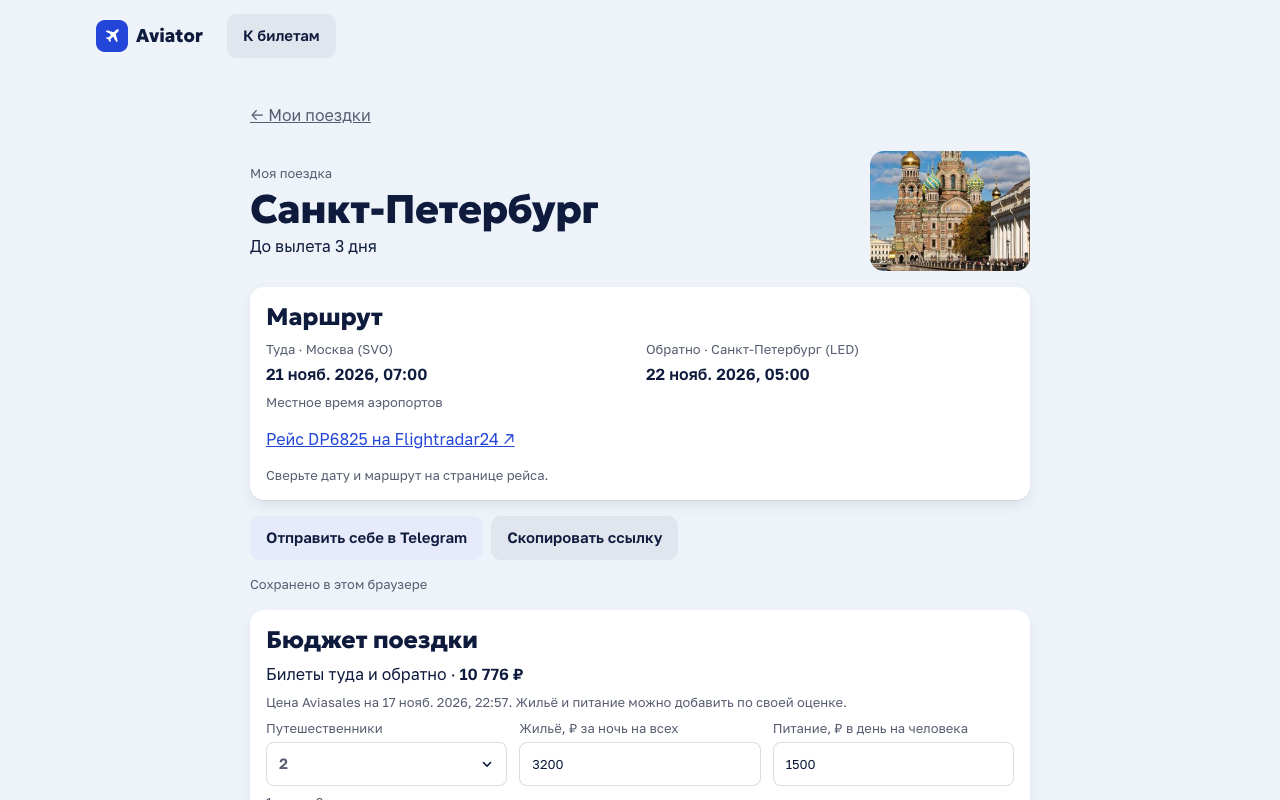 Aviator
К билетам
← Мои поездки
Моя поездка
Санкт-Петербург
До вылета 3 дня
Маршрут
Туда · Москва (SVO)
Обратно · Санкт-Петербург (LED)
21 нояб. 2026, 07:00
22 нояб. 2026, 05:00
Местное время аэропортов
Рейс DP6825 на Flightradar24 ↗
Сверьте дату и маршрут на странице рейса.
Отправить себе в Telegram
Скопировать ссылку
Сохранено в этом браузере
Бюджет поездки
Билеты туда и обратно · 10 776 ₽
Цена Aviasales на 17 нояб. 2026, 22:57. Жильё и питание можно добавить по своей оценке.
Путешественники
Жильё, ₽ за ночь на всех
Питание, ₽ в день на человека
2
3200
1500